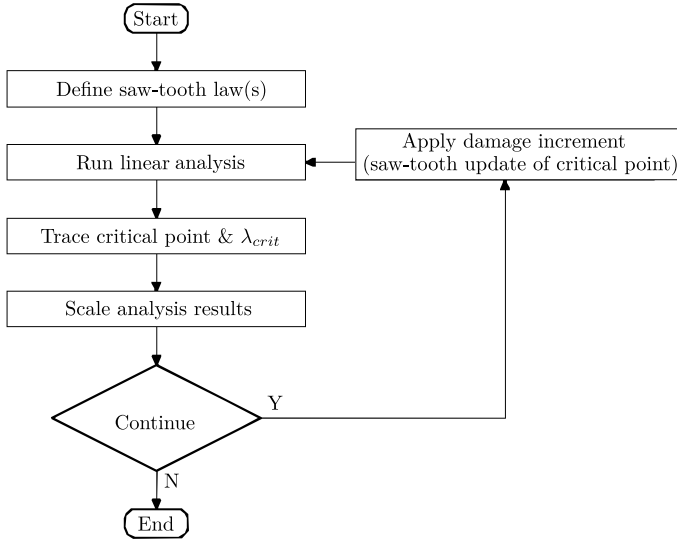 Start
Define saw-tooth law(s)
Run linear analysis
Apply damage increment
(saw-tooth update of critical point)
Trace critical point & λcrit
Scale analysis results
Continue
Y
N
End